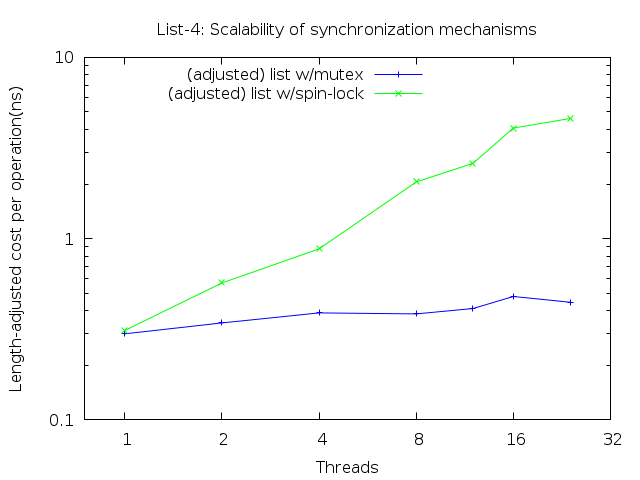 List-4: Scalability of synchronization mechanisms
10
(adjusted) list w/mutex
(adjusted) list w/spin-lock
Length-adjusted cost per operation(ns)
1
0.1
1 2 4 8 16 32
Threads